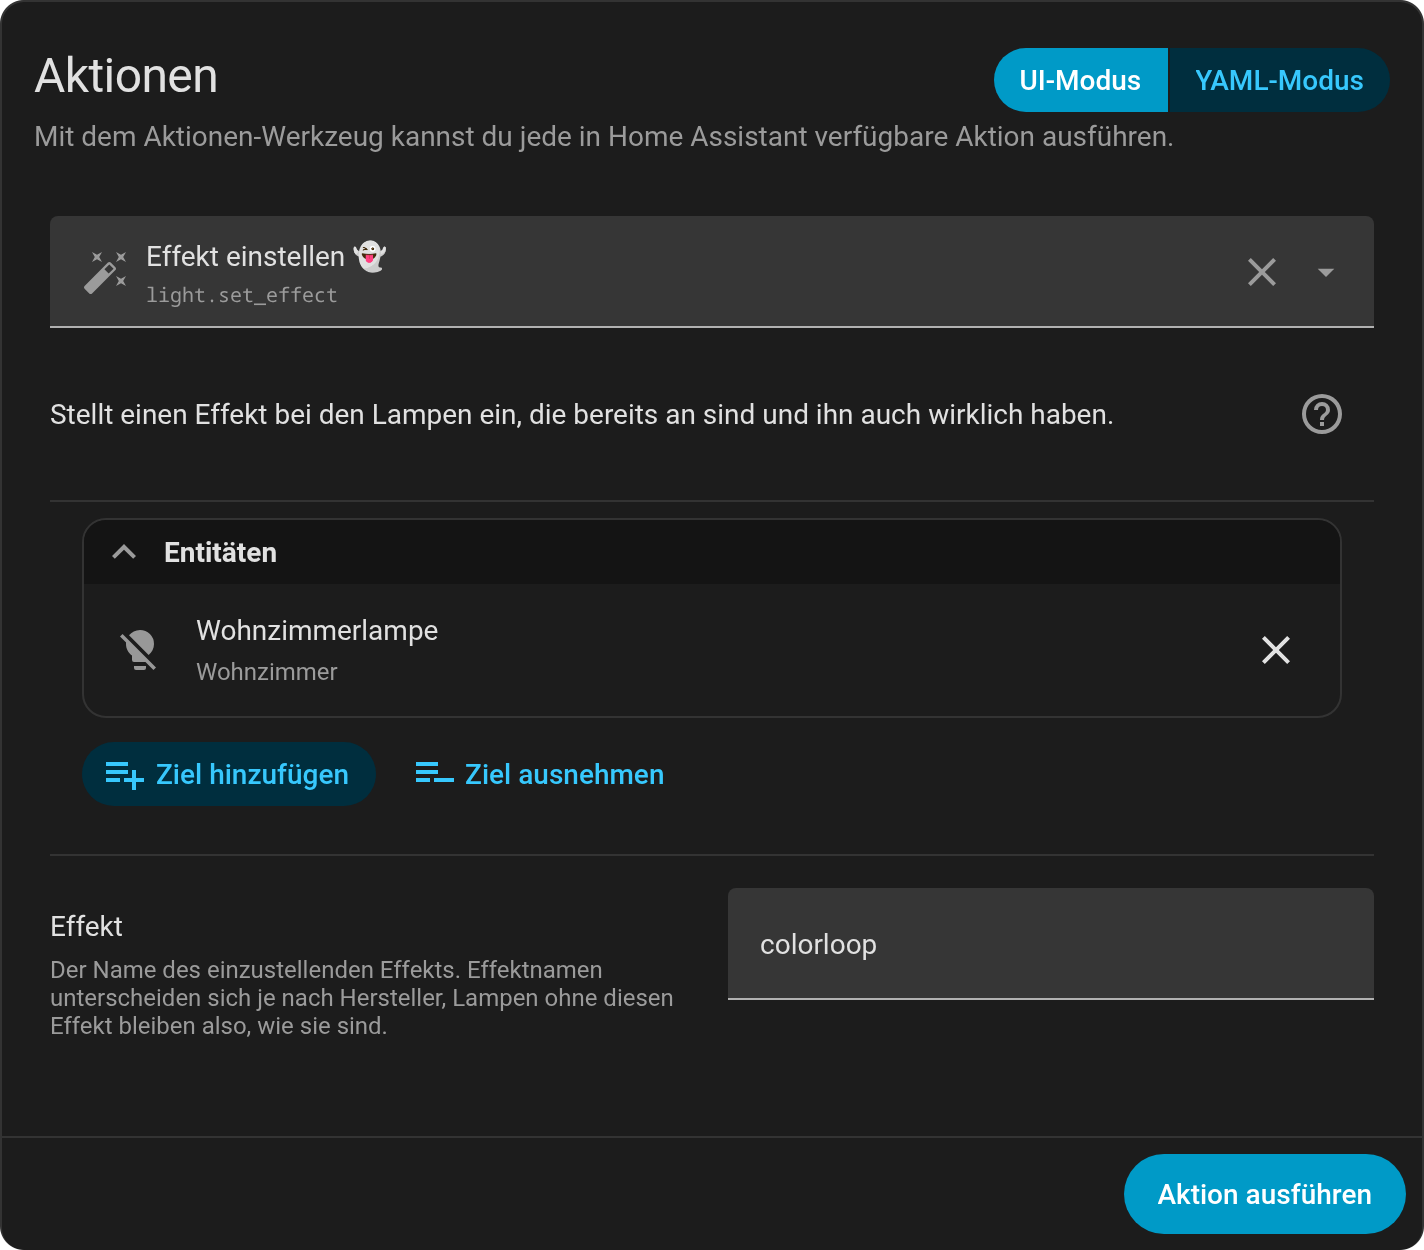 Aktionen
UI-Modus
YAML-Modus
Mit dem Aktionen-Werkzeug kannst du jede in Home Assistant verfügbare Aktion ausführen.
Effekt einstellen 👻
light.set_effect
Stellt einen Effekt bei den Lampen ein, die bereits an sind und ihn auch wirklich haben.
Entitäten
Wohnzimmerlampe
Wohnzimmer
Ziel hinzufügen
Ziel ausnehmen
Effekt
Der Name des einzustellenden Effekts. Effektnamen
unterscheiden sich je nach Hersteller, Lampen ohne diesen
Effekt bleiben also, wie sie sind.
colorloop
Aktion ausführen